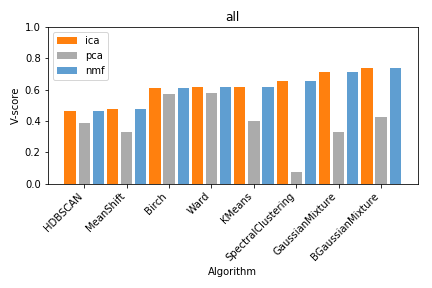 all
1.0
0.8
0.6
0.4
0.2
0.0
V-score
ica
pca
nmf
HDBSCAN
MeanShift
Birch
Ward
KMeans
SpectralClustering
GaussianMixture
BGaussianMixture
Algorithm